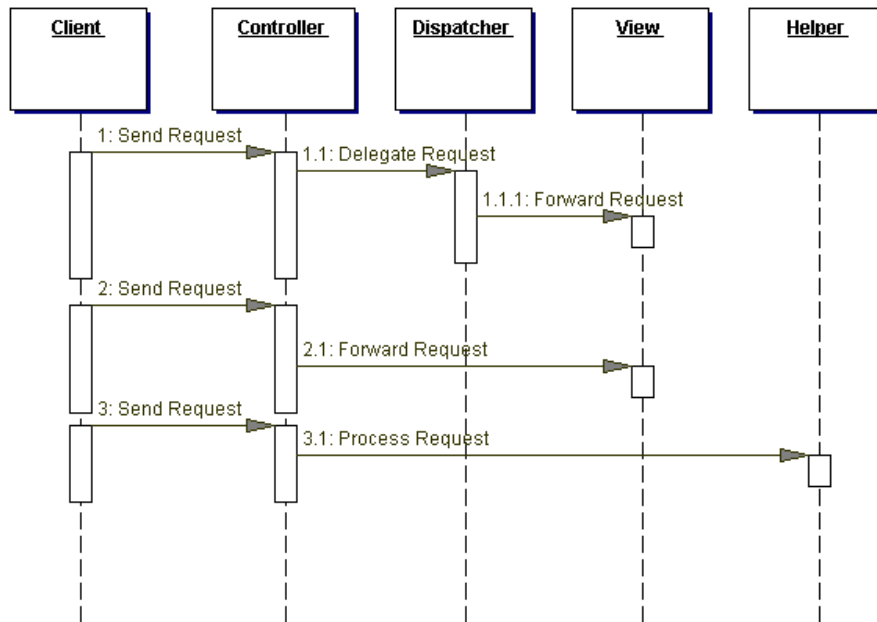 Client
Controller
Dispatcher
View
Helper
1: Send Request
1.1: Delegate Request
1.1.1: Forward Request
2: Send Request
2.1: Forward Request
3: Send Request
3.1: Process Request